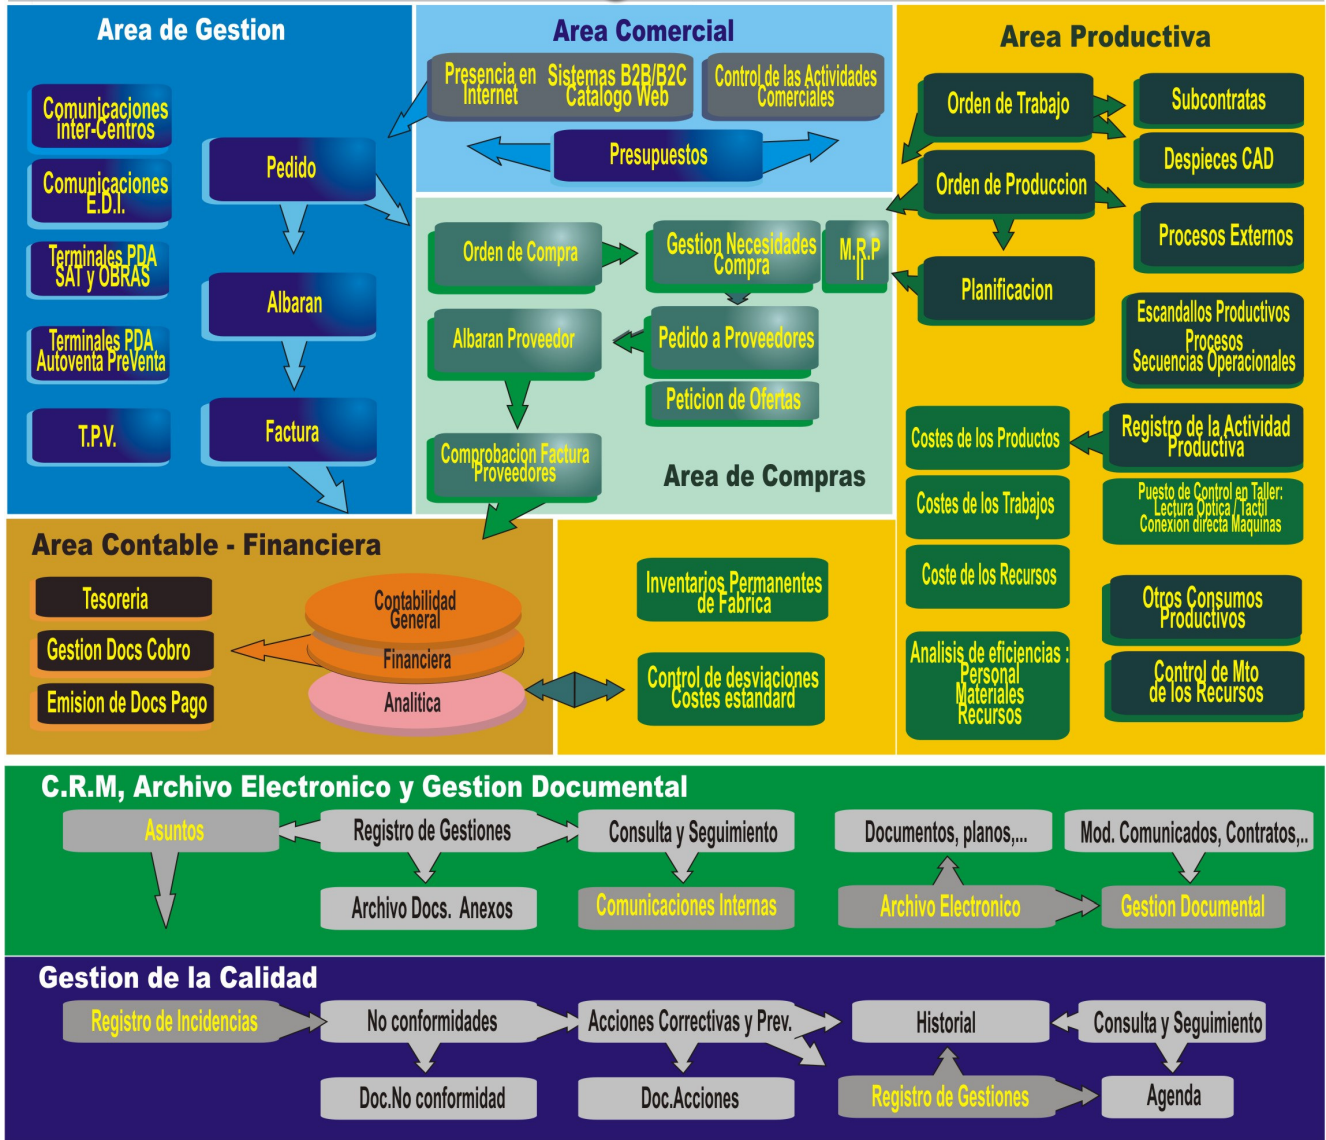 Area de Gestion
Comunicaciones
inter-Centros
Comunicaciones
E.D.I.
Terminales PDA
SAT y OBRAS
Terminales PDA
Autoventa PreVenta
T.P.V.
Pedido
Albaran
Factura
Area Comercial
Presencia en
Internet
Sistemas B2B/B2C
Catalogo Web
Control de las Actividades
Comerciales
Presupuestos
Orden de Compra
Gestion Necesidades
Compra
M.R.P
II
Albaran Proveedor
Pedido a Proveedores
Peticion de Ofertas
Comprobacion Factura
Proveedores
Area de Compras
Area Productiva
Orden de Trabajo
Subcontratas
Despieces CAD
Orden de Produccion
Procesos Externos
Planificacion
Escandallos Productivos
Procesos
Secuencias Operacionales
Costes de los Productos
Registro de la Actividad
Productiva
Costes de los Trabajos
Puesto de Control en Taller:
Lectura Optica / Tactil
Conexion directa Maquinas
Coste de los Recursos
Otros Consumos
Productivos
Analisis de eficiencias :
Personal
Materiales
Recursos
Control de Mto
de los Recursos
Area Contable - Financiera
Tesoreria
Gestion Docs Cobro
Emision de Docs Pago
Contabilidad
General
Financiera
Analitica
Inventarios Permanentes
de Fabrica
Control de desviaciones
Costes estandard
C.R.M, Archivo Electronico y Gestion Documental
Asuntos
Registro de Gestiones
Consulta y Seguimiento
Documentos, planos,...
Mod. Comunicados, Contratos,..
Archivo Docs. Anexos
Comunicaciones Internas
Archivo Electronico
Gestion Documental
Gestion de la Calidad
Registro de Incidencias
No conformidades
Acciones Correctivas y Prev.
Historial
Consulta y Seguimiento
Doc.No conformidad
Doc.Acciones
Registro de Gestiones
Agenda